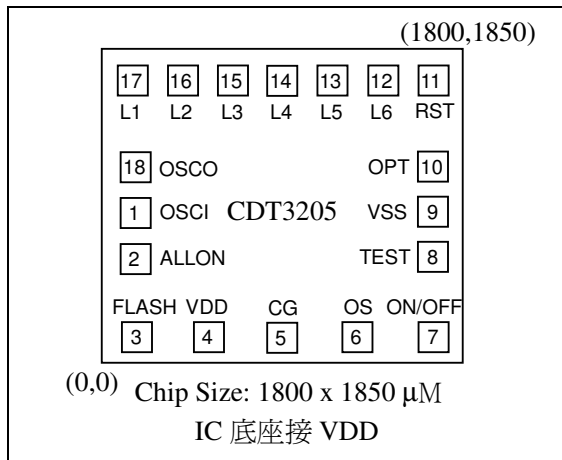 (1800,1850)
17 16 15 14 13 12 11
L1 L2 L3 L4 L5 L6 RST
18 OSCO OPT 10
1 OSCI CDT3205 VSS 9
2 ALLON TEST 8
FLASH VDD CG OS ON/OFF
3 4 5 6 7
(0,0) Chip Size: 1800 x 1850 μM
IC 底座接 VDD